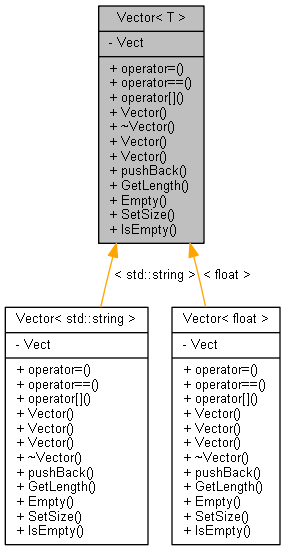 Vector< T >
- Vect
+ operator=()
+ operator==()
+ operator[]()
+ Vector()
+ ~Vector()
+ Vector()
+ Vector()
+ pushBack()
+ GetLength()
+ Empty()
+ SetSize()
+ IsEmpty()
< std::string >
< float >
Vector< std::string >
- Vect
+ operator=()
+ operator==()
+ operator[]()
+ Vector()
+ Vector()
+ Vector()
+ ~Vector()
+ pushBack()
+ GetLength()
+ Empty()
+ SetSize()
+ IsEmpty()
Vector< float >
- Vect
+ operator=()
+ operator==()
+ operator[]()
+ Vector()
+ Vector()
+ Vector()
+ ~Vector()
+ pushBack()
+ GetLength()
+ Empty()
+ SetSize()
+ IsEmpty()